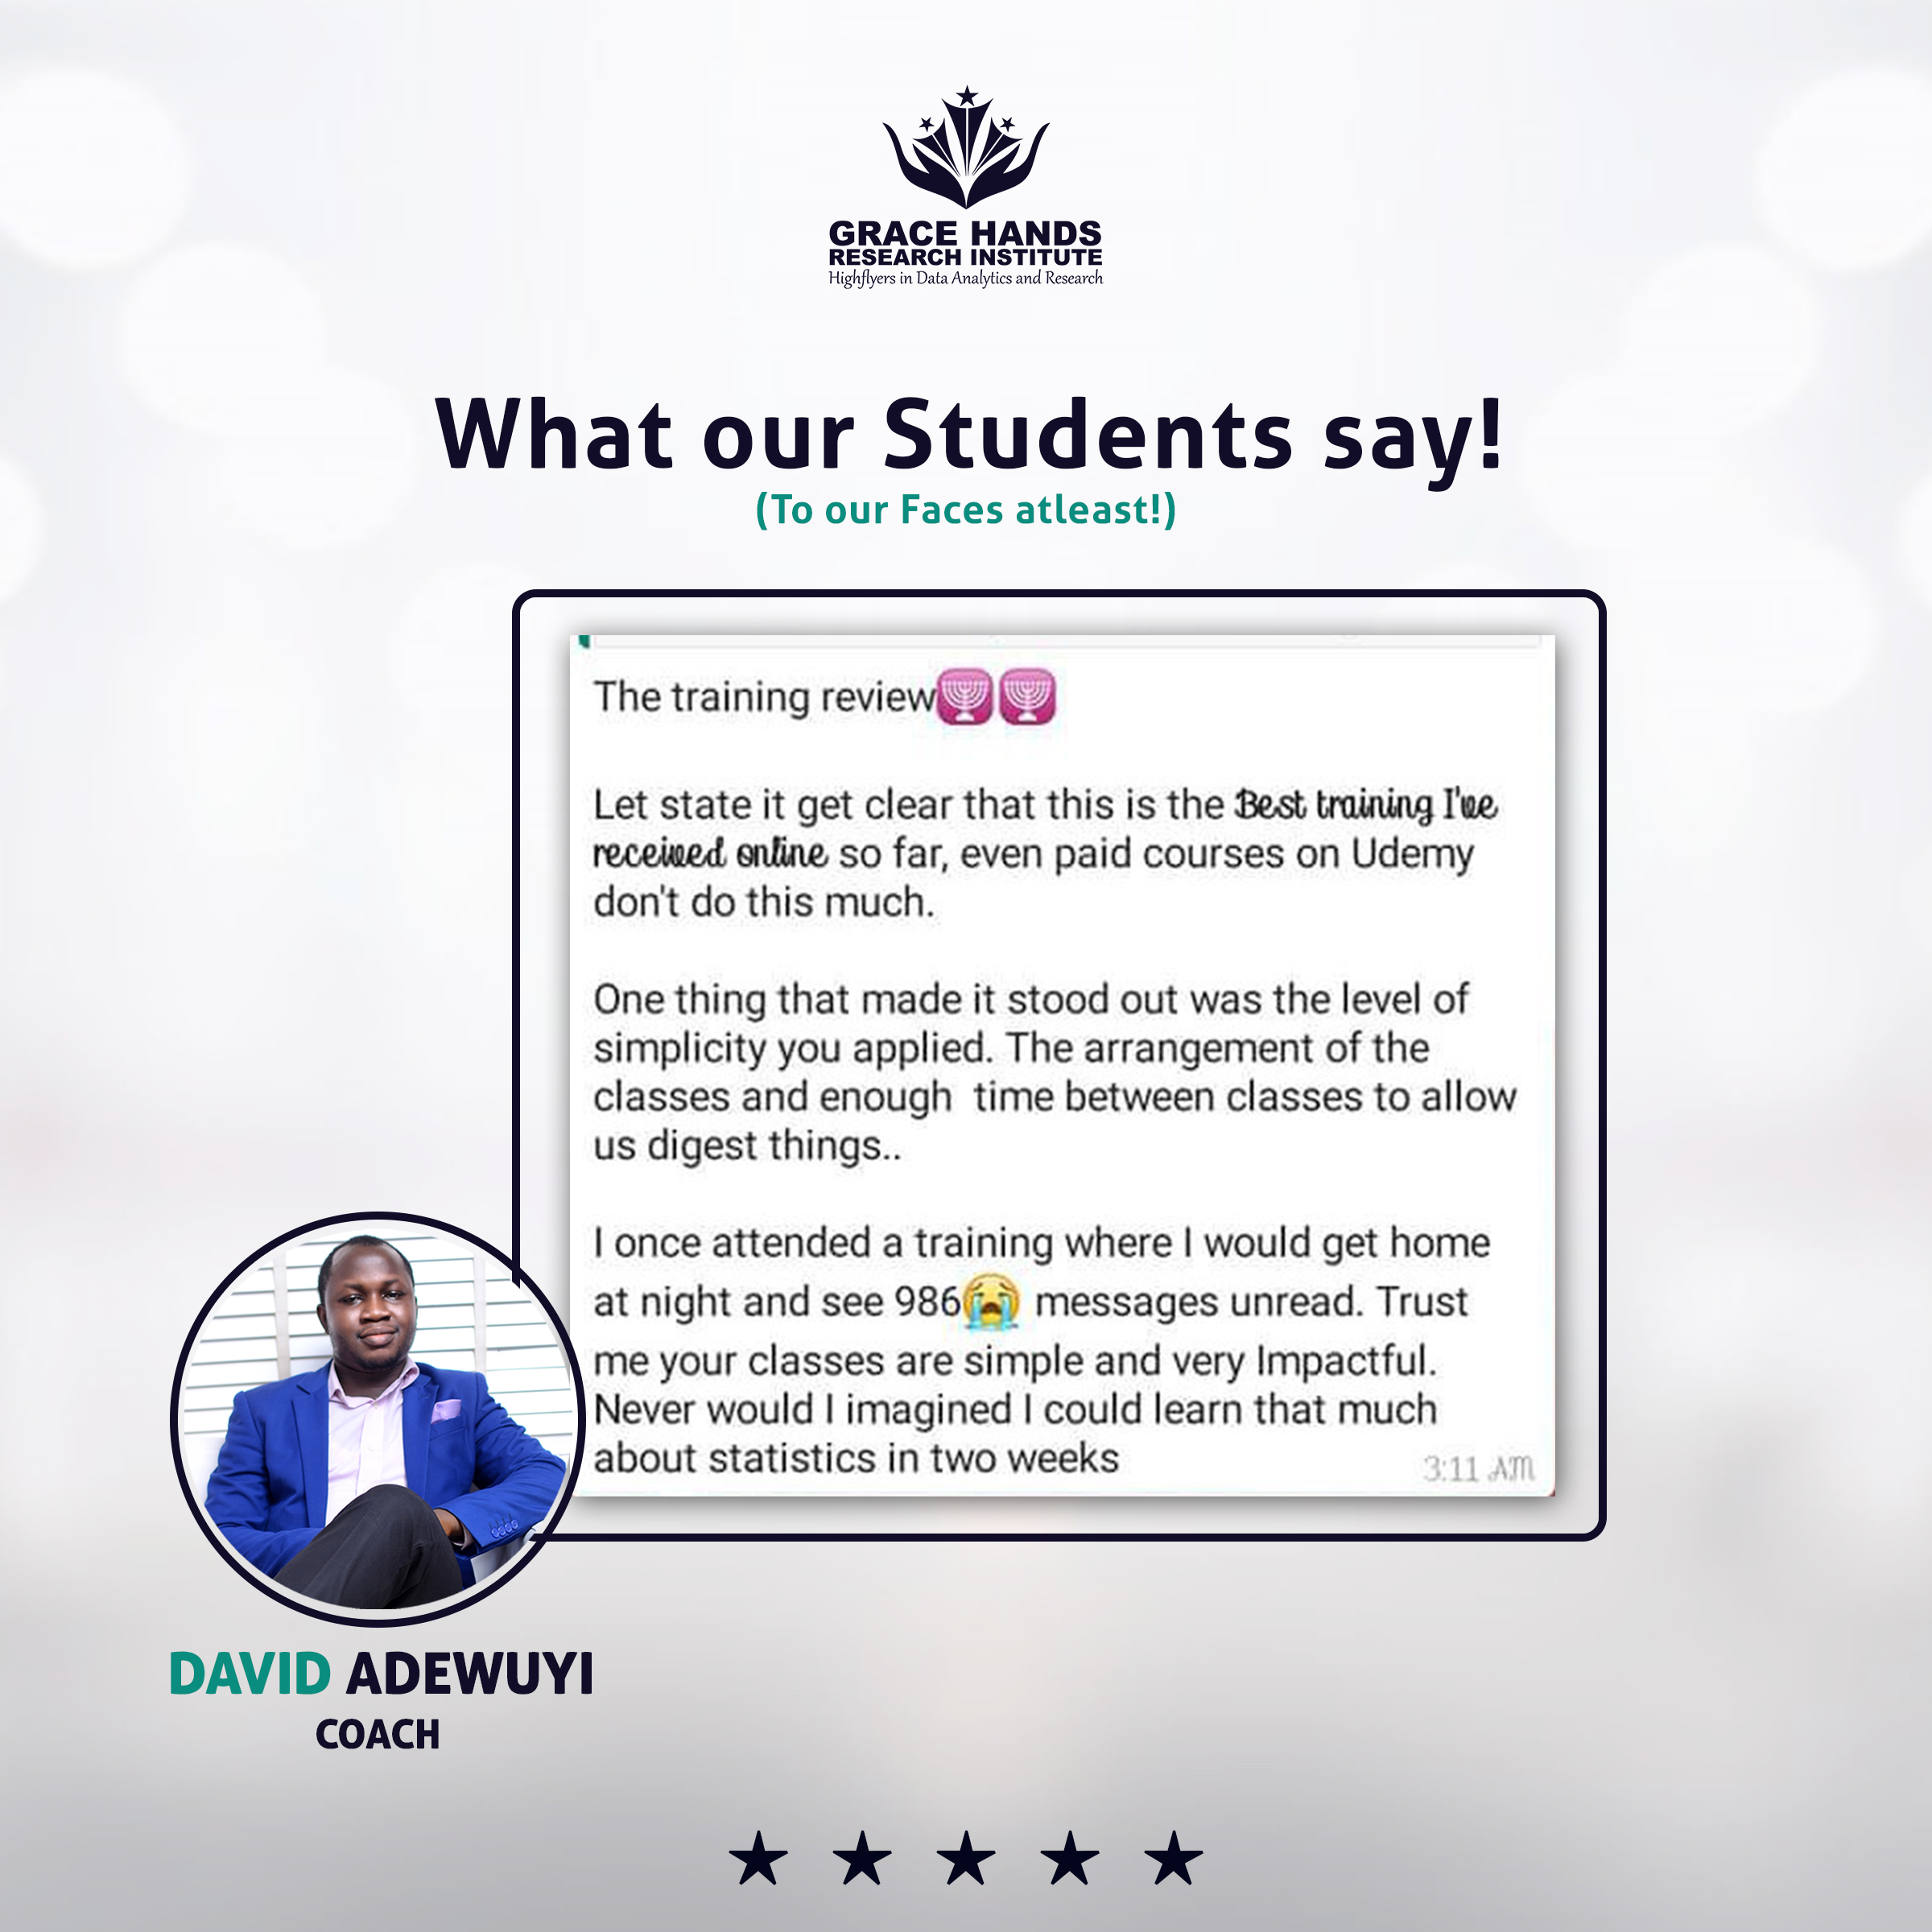 GRACE HANDS
RESEARCH INSTITUTE
Highflyers in Data Analytics and Research
What our Students say!
(To our Faces atleast!)
The training review🕎🕎
Let state it get clear that this is the Best training I've
received online so far, even paid courses on Udemy
don't do this much.
One thing that made it stood out was the level of
simplicity you applied. The arrangement of the
classes and enough  time between classes to allow
us digest things..
I once attended a training where I would get home
at night and see 986😭 messages unread. Trust
me your classes are simple and very Impactful.
Never would I imagined I could learn that much
about statistics in two weeks
3:11 AM
DAVID ADEWUYI
COACH